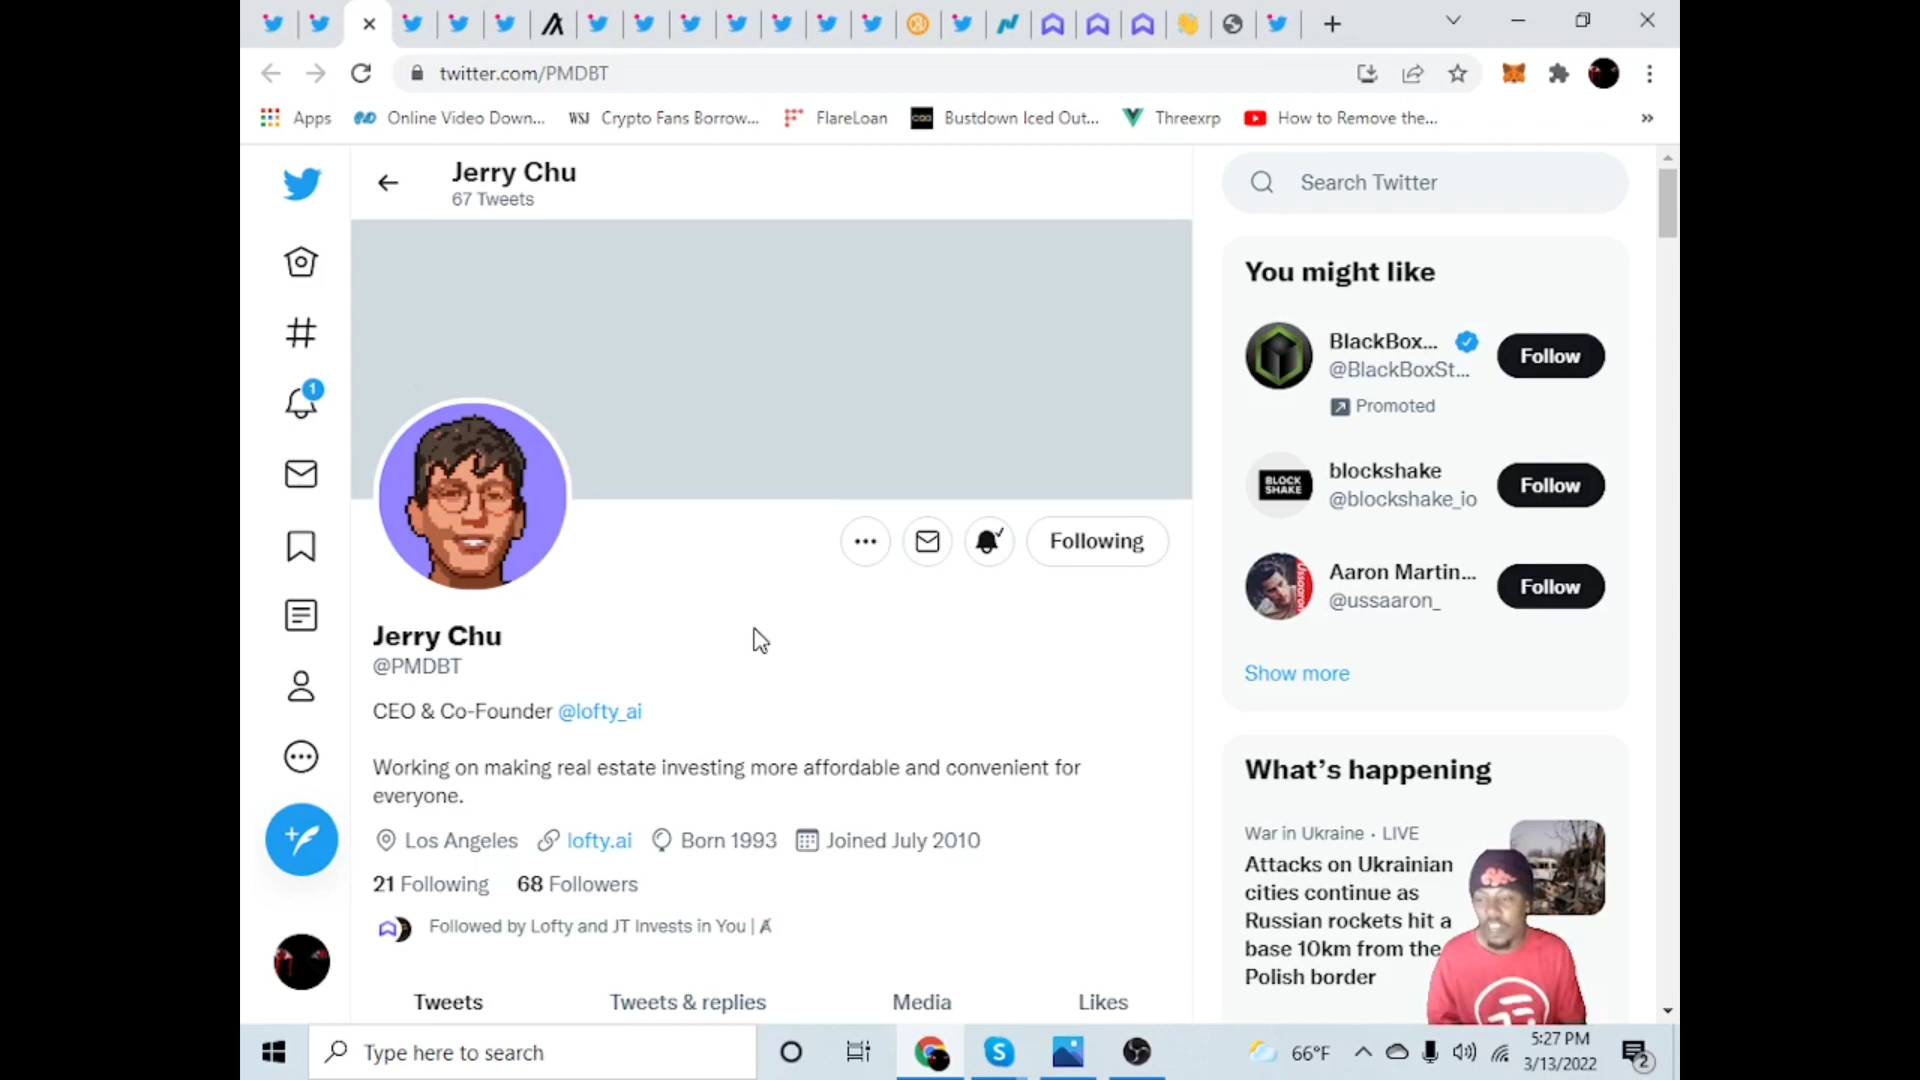 twitter.com/PMDBT
Apps
Online Video Down...
WSJ
Crypto Fans Borrow...
FlareLoan
Bustdown Iced Out...
Threexrp
How to Remove the...
»
Jerry Chu
67 Tweets
Search Twitter
You might like
BlackBox...
@BlackBoxSt...
Follow
Promoted
BLOCK
SHAKE
blockshake
@blockshake_io
Follow
Aaron Martin...
@ussaaron_
Follow
Show more
1
Following
Jerry Chu
@PMDBT
CEO & Co-Founder @lofty_ai
Working on making real estate investing more affordable and convenient for
everyone.
Los Angeles
lofty.ai
Born 1993
Joined July 2010
21 Following
68 Followers
Followed by Lofty and JT Invests in You |
Tweets
Tweets & replies
Media
Likes
What's happening
War in Ukraine · LIVE
Attacks on Ukrainian
cities continue as
Russian rockets hit a
base 10km from the
Polish border
Type here to search
66°F
5:27 PM
3/13/2022
2